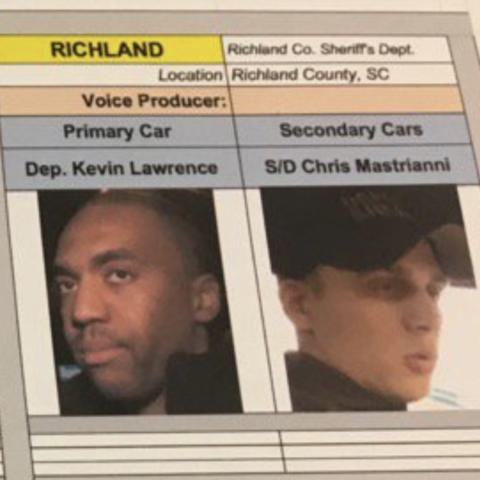 RICHLAND Richland Co. Sheriff's Dept.
Location Richland County, SC
Voice Producer:
Primary Car Secondary Cars
Dep. Kevin Lawrence S/D Chris Mastrianni